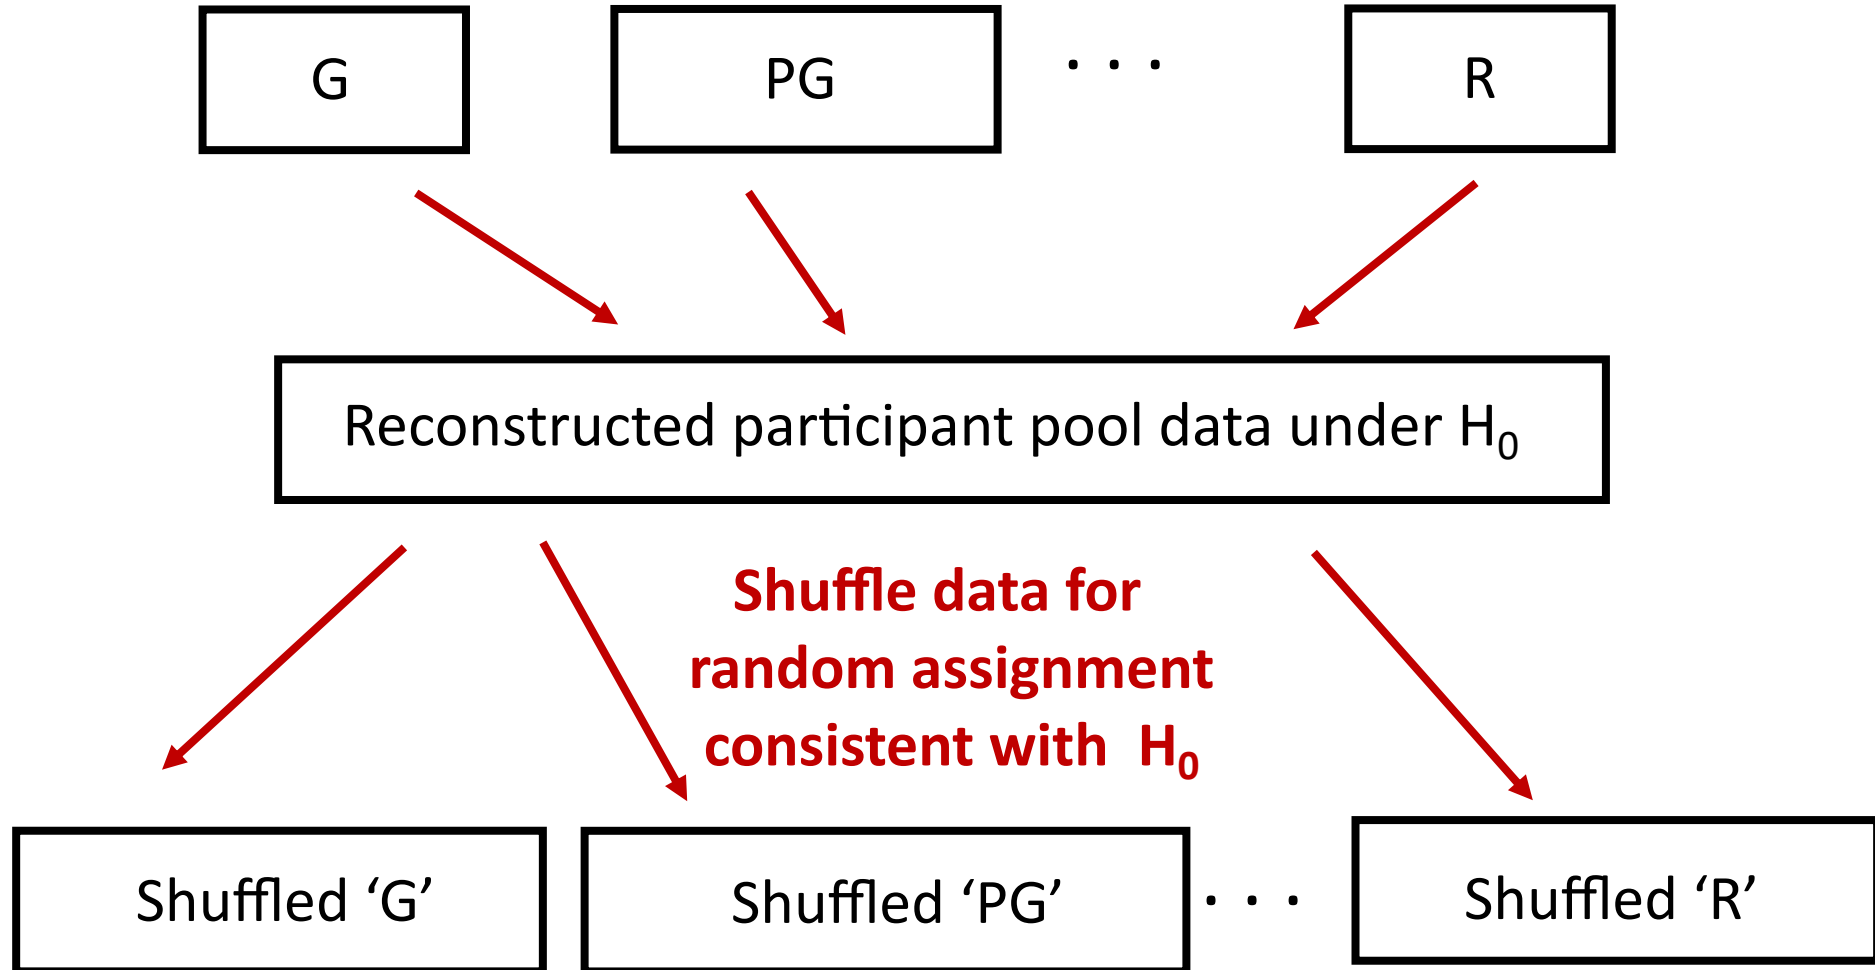 G
PG
. . .
R
Reconstructed participant pool data under H₀
Shuffle data for
random assignment
consistent with H₀
Shuffled ‘G’
Shuffled ‘PG’
. . .
Shuffled ‘R’